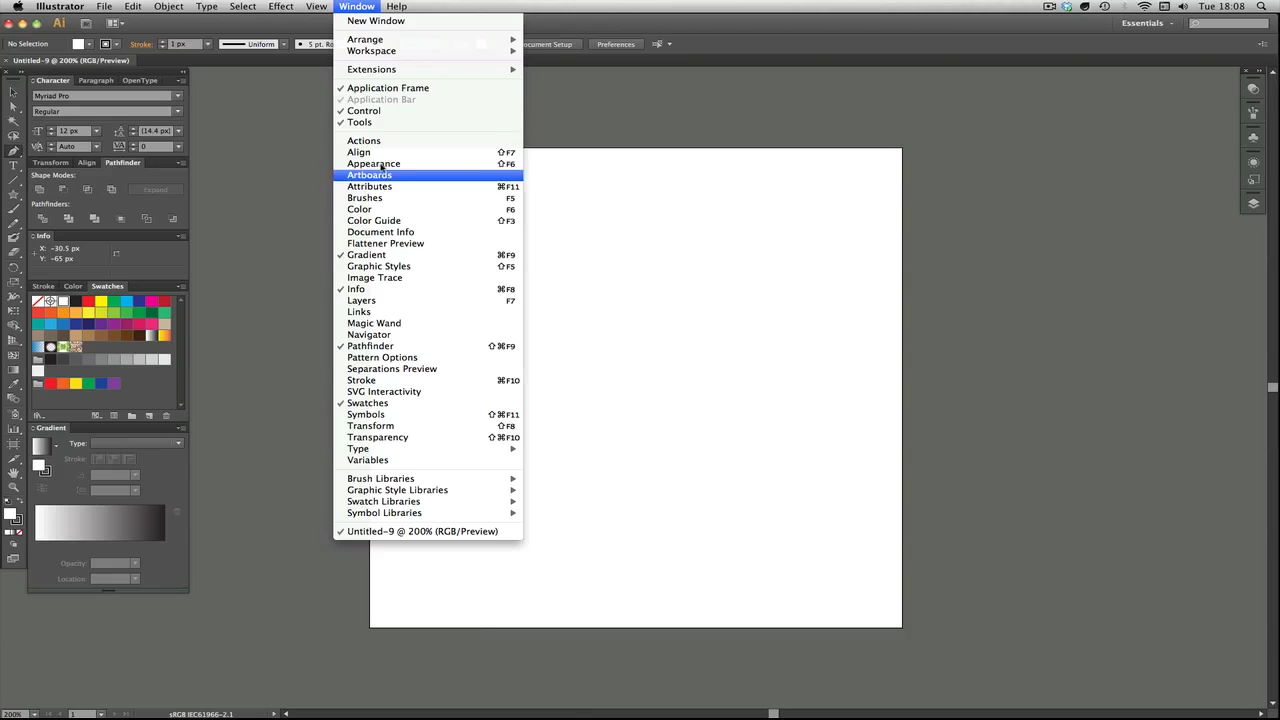 Illustrator File Edit Object Type Select Effect View Window Help Tue 18:08
Ai Essentials
No Selection Stroke: 1 px Uniform 5 pt. Document Setup Preferences
Untitled-9 @ 200% (RGB/Preview)
New Window
Arrange
Workspace
Extensions
Application Frame
Application Bar
Control
Tools
Actions
Align ⇧F7
Appearance ⇧F6
Artboards
Attributes ⌘F11
Brushes F5
Color F6
Color Guide ⇧F3
Document Info
Flattener Preview
Gradient ⌘F9
Graphic Styles ⇧F5
Image Trace
Info ⌘F8
Layers F7
Links
Magic Wand
Navigator
Pathfinder ⇧⌘F9
Pattern Options
Separations Preview
Stroke ⌘F10
SVG Interactivity
Swatches
Symbols ⇧⌘F11
Transform ⇧F8
Transparency ⇧⌘F10
Type
Variables
Brush Libraries
Graphic Style Libraries
Swatch Libraries
Symbol Libraries
Untitled-9 @ 200% (RGB/Preview)
Character Paragraph OpenType
Myriad Pro
Regular
12 px (14.4 px)
Auto 0
Transform Align Pathfinder
Shape Modes:
Expand
Pathfinders:
Info
X: -30.5 px
Y: -65 px
Stroke Color Swatches
Gradient
Type:
Stroke:
Opacity:
Location:
200% 1 sRGB IEC61966-2.1